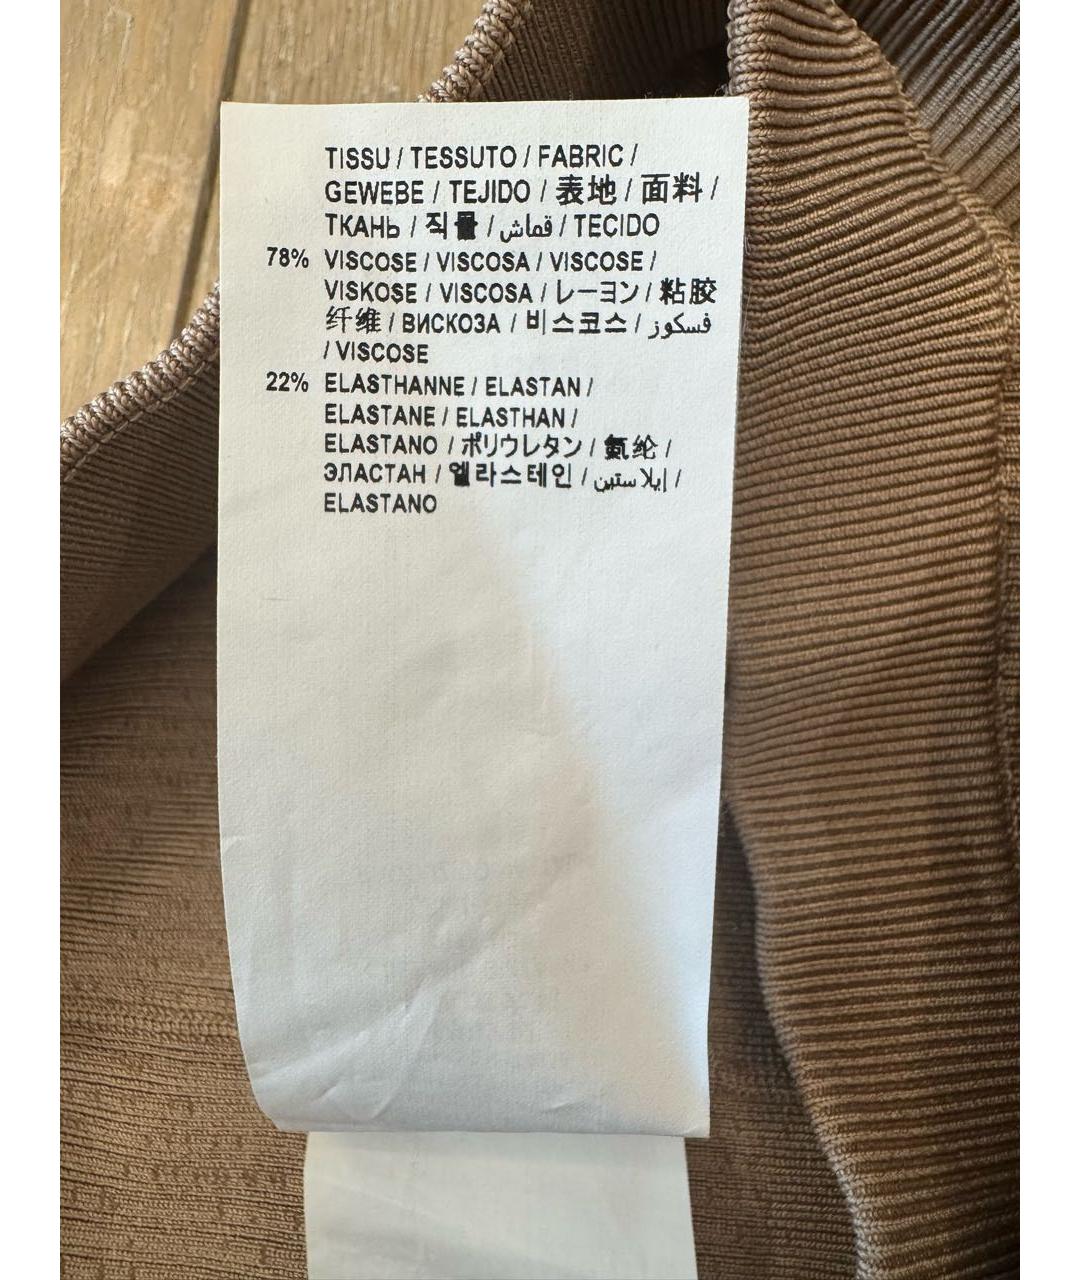 TISSU / TESSUTO / FABRIC /
GEWEBE / TEJIDO / 表地 / 面料 /
ТКАНЬ / 직물 / قماش / TECIDO
78% VISCOSE / VISCOSA / VISCOSE /
VISKOSE / VISCOSA / レーヨン / 粘胶
纤维 / ВИСКОЗА / 비스코스 / فسكوز
/ VISCOSE
22% ELASTHANNE / ELASTAN /
ELASTANE / ELASTHAN /
ELASTANO / ポリウレタン / 氨纶 /
ЭЛАСТАН / 엘라스테인 / إيلاستين /
ELASTANO